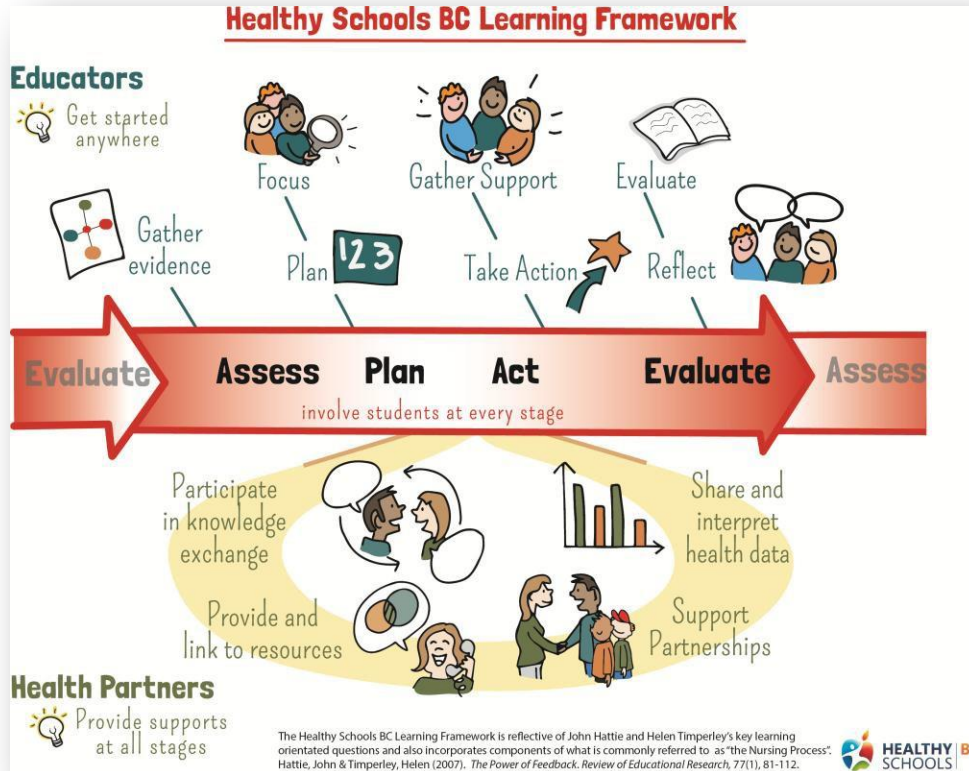 Healthy Schools BC Learning Framework
Educators
Get started
anywhere
Focus
Gather Support
Evaluate
Gather
evidence
Plan
123
Take Action
Reflect
Evaluate
Assess
Plan
Act
Evaluate
Assess
involve students at every stage
Participate
in knowledge
exchange
Share and
interpret
health data
Provide and
link to resources
Support
Partnerships
Health Partners
Provide supports
at all stages
The Healthy Schools BC Learning Framework is reflective of John Hattie and Helen Timperley's key learning
orientated questions and also incorporates components of what is commonly referred to as "the Nursing Process".
Hattie, John & Timperley, Helen (2007). The Power of Feedback. Review of Educational Research, 77(1), 81-112.
HEALTHY
SCHOOLS